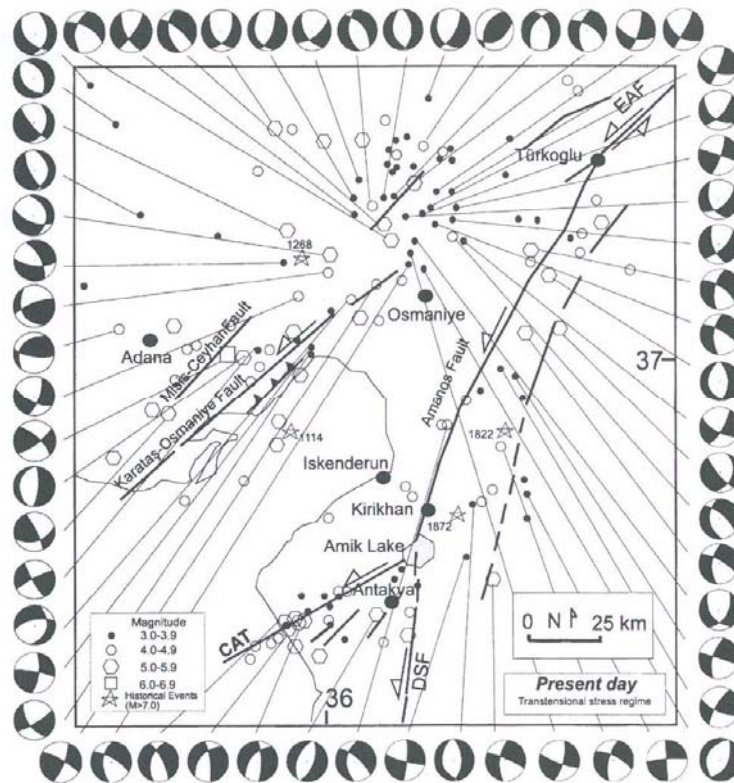 EAF
Türkoglu
1268
Osmaniye
Misis-Ceyhan Fault
Adana
37
Amanos Fault
Karataş-Osmaniye Fault
1114
1822
Iskenderun
Kirikhan
1872
Amik Lake
Antakya
Magnitude
3.0-3.9
4.0-4.9
5.0-5.9
6.0-6.9
Historical Events
(M>7.0)
CAT
DSF
0 N 25 km
36
Present day
Transtensional stress regime